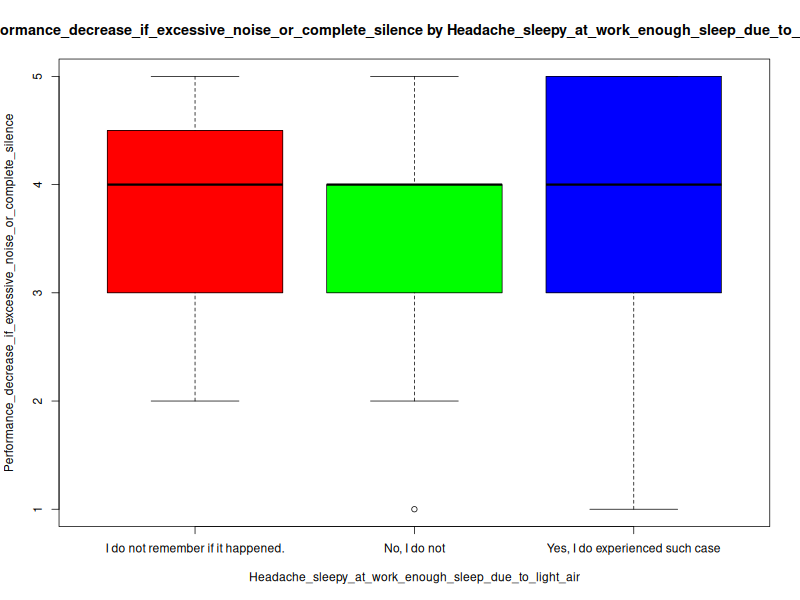 ormance_decrease_if_excessive_noise_or_complete_silence by Headache_sleepy_at_work_enough_sleep_due_to_
Performance_decrease_if_excessive_noise_or_complete_silence
5
4
3
2
1
I do not remember if it happened.
No, I do not
Yes, I do experienced such case
Headache_sleepy_at_work_enough_sleep_due_to_light_air